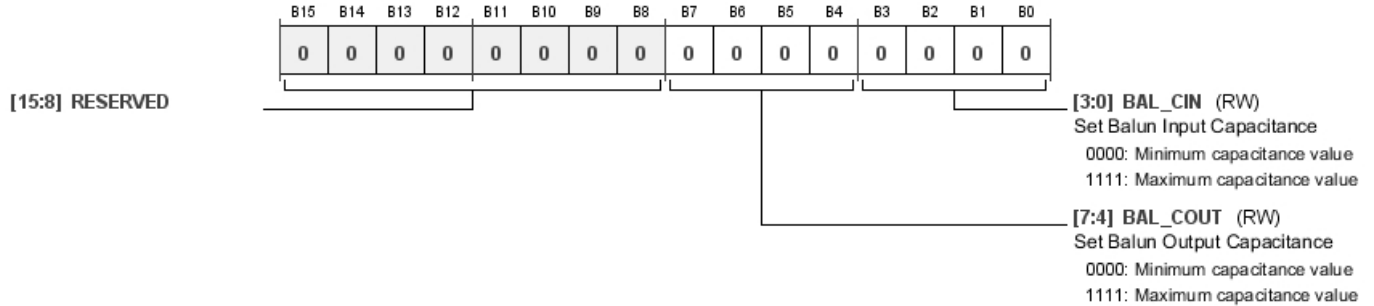 B15 B14 B13 B12 B11 B10 B9 B8 B7 B6 B5 B4 B3 B2 B1 B0
0 0 0 0 0 0 0 0 0 0 0 0 0 0 0 0
[15:8] RESERVED
[3:0] BAL_CIN (RW)
Set Balun Input Capacitance
0000: Minimum capacitance value
1111: Maximum capacitance value
[7:4] BAL_COUT (RW)
Set Balun Output Capacitance
0000: Minimum capacitance value
1111: Maximum capacitance value